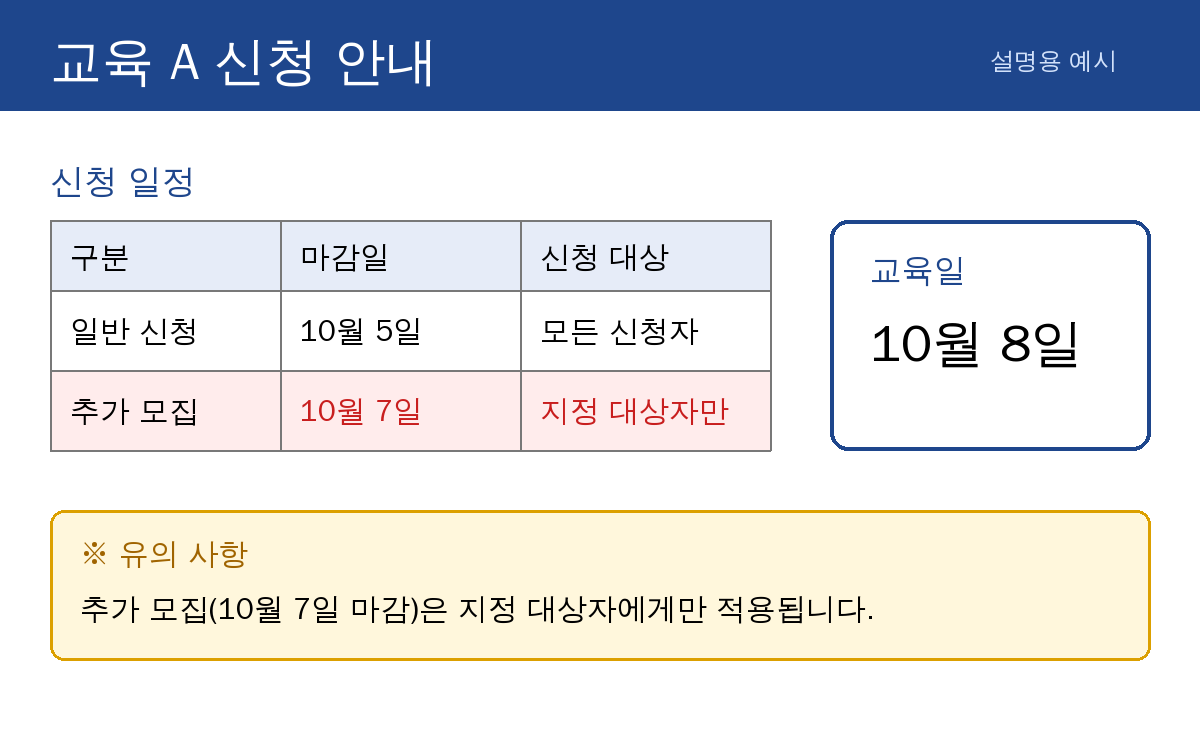 교육 A 신청 안내
설명용 예시
신청 일정
구분 마감일 신청 대상
일반 신청 10월 5일 모든 신청자
추가 모집 10월 7일 지정 대상자만
교육일
10월 8일
※ 유의 사항
추가 모집(10월 7일 마감)은 지정 대상자에게만 적용됩니다.